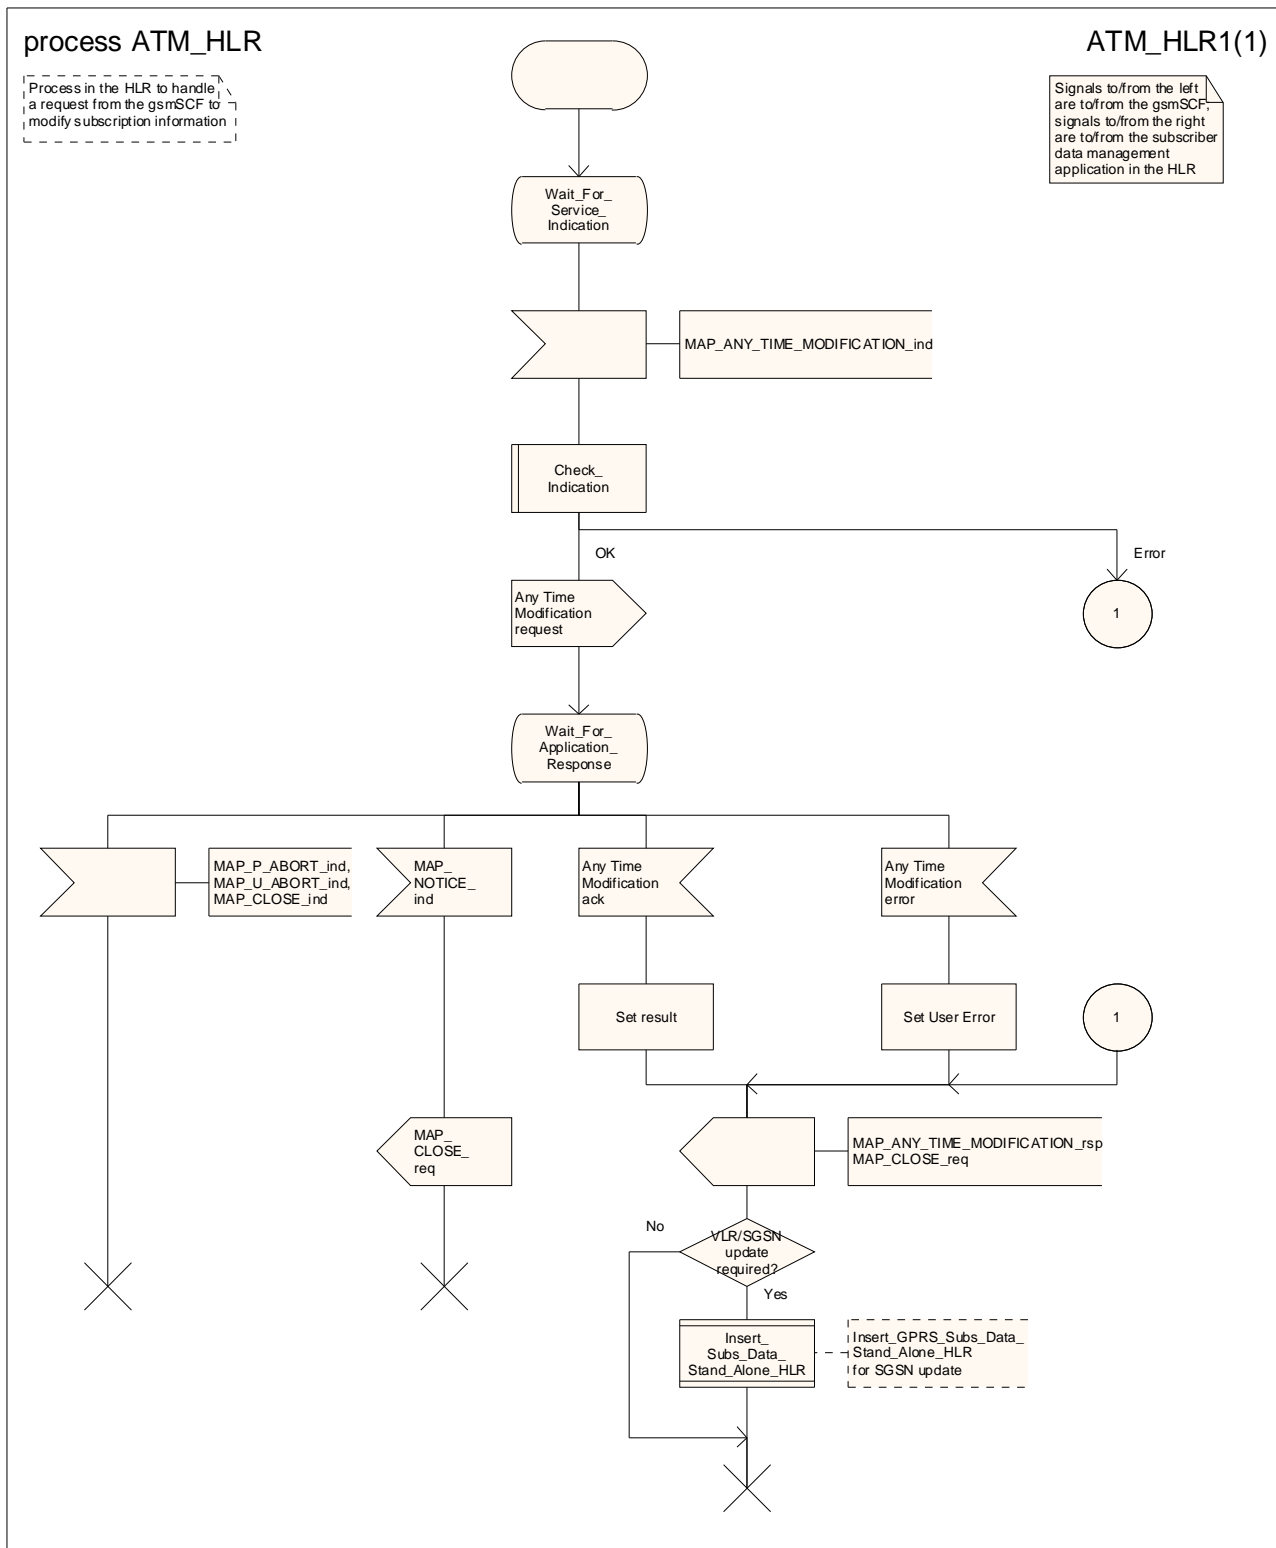 process ATM_HLR
ATM_HLR1(1)
Process in the HLR to handle
a request from the gsmSCF to
modify subscription information
Signals to/from the left
are to/from the gsmSCF;
signals to/from the right
are to/from the subscriber
data management
application in the HLR
Wait_For_
Service_
Indication
MAP_ANY_TIME_MODIFICATION_ind
Check_
Indication
OK
Error
Any Time
Modification
request
1
Wait_For_
Application_
Response
MAP_P_ABORT_ind,
MAP_U_ABORT_ind,
MAP_CLOSE_ind
MAP_
NOTICE_
ind
Any Time
Modification
ack
Any Time
Modification
error
Set result
Set User Error
1
MAP_
CLOSE_
req
MAP_ANY_TIME_MODIFICATION_rsp
MAP_CLOSE_req
No
VLR/SGSN
update
required?
Yes
Insert_
Subs_Data_
Stand_Alone_HLR
Insert_GPRS_Subs_Data_
Stand_Alone_HLR
for SGSN update